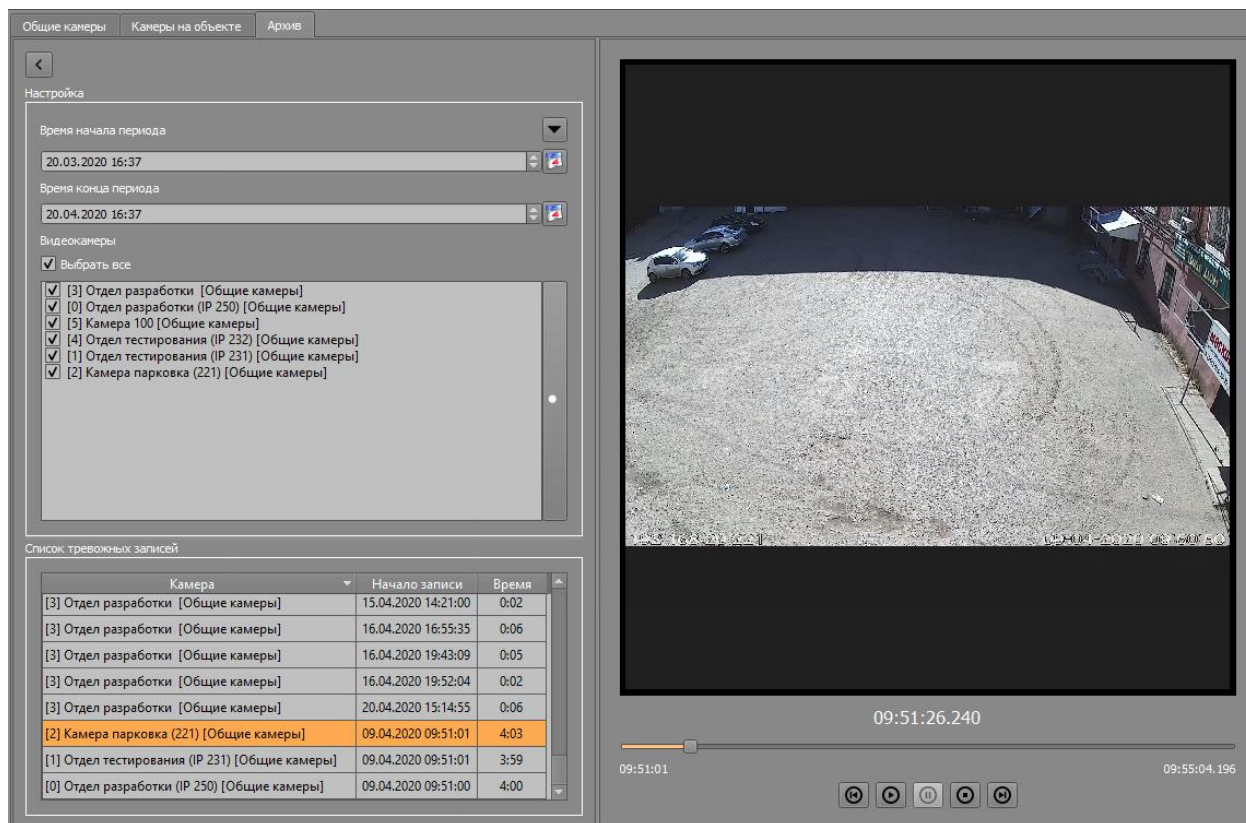 Общие камеры
Камеры на объекте
Архив
Настройка
Время начала периода
20.03.2020 16:37
Время конца периода
20.04.2020 16:37
Видеокамеры
Выбрать все
[3] Отдел разработки [Общие камеры]
[0] Отдел разработки (IP 250) [Общие камеры]
[5] Камера 100 [Общие камеры]
[4] Отдел тестирования (IP 232) [Общие камеры]
[1] Отдел тестирования (IP 231) [Общие камеры]
[2] Камера парковка (221) [Общие камеры]
Список тревожных записей
Камера Начало записи Время
[3] Отдел разработки [Общие камеры] 15.04.2020 14:21:00 0:02
[3] Отдел разработки [Общие камеры] 16.04.2020 16:55:35 0:06
[3] Отдел разработки [Общие камеры] 16.04.2020 19:43:09 0:05
[3] Отдел разработки [Общие камеры] 16.04.2020 19:52:04 0:02
[3] Отдел разработки [Общие камеры] 20.04.2020 15:14:55 0:06
[2] Камера парковка (221) [Общие камеры] 09.04.2020 09:51:01 4:03
[1] Отдел тестирования (IP 231) [Общие камеры] 09.04.2020 09:51:01 3:59
[0] Отдел разработки (IP 250) [Общие камеры] 09.04.2020 09:51:00 4:00
09:51:26.240
09:51:01
09:55:04.196